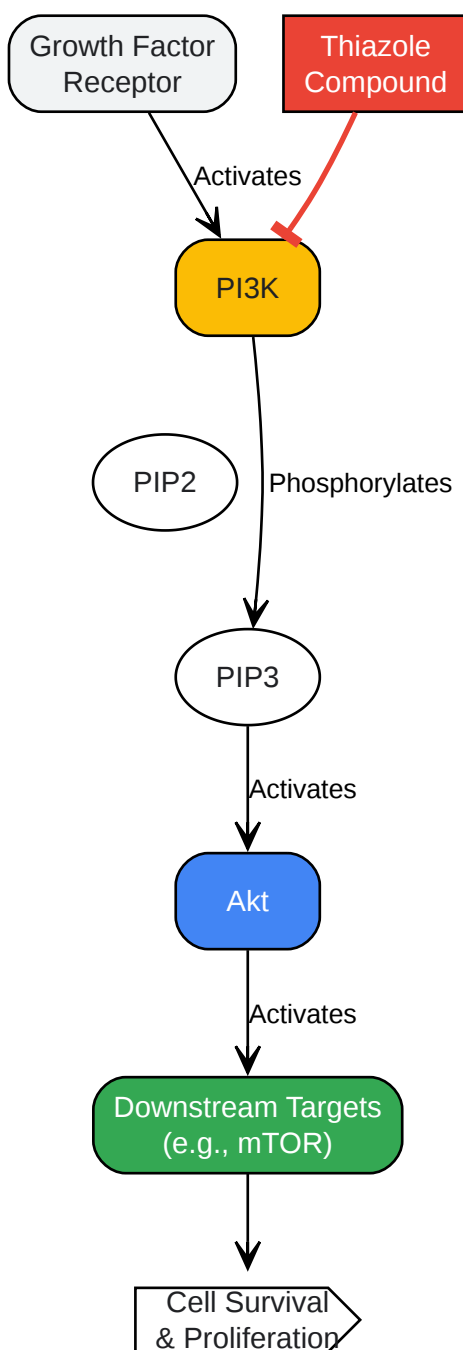 Growth Factor
Receptor
Thiazole
Compound
Activates
PI3K
PIP2
Phosphorylates
PIP3
Activates
Akt
Activates
Downstream Targets
(e.g., mTOR)
Cell Survival
& Proliferation